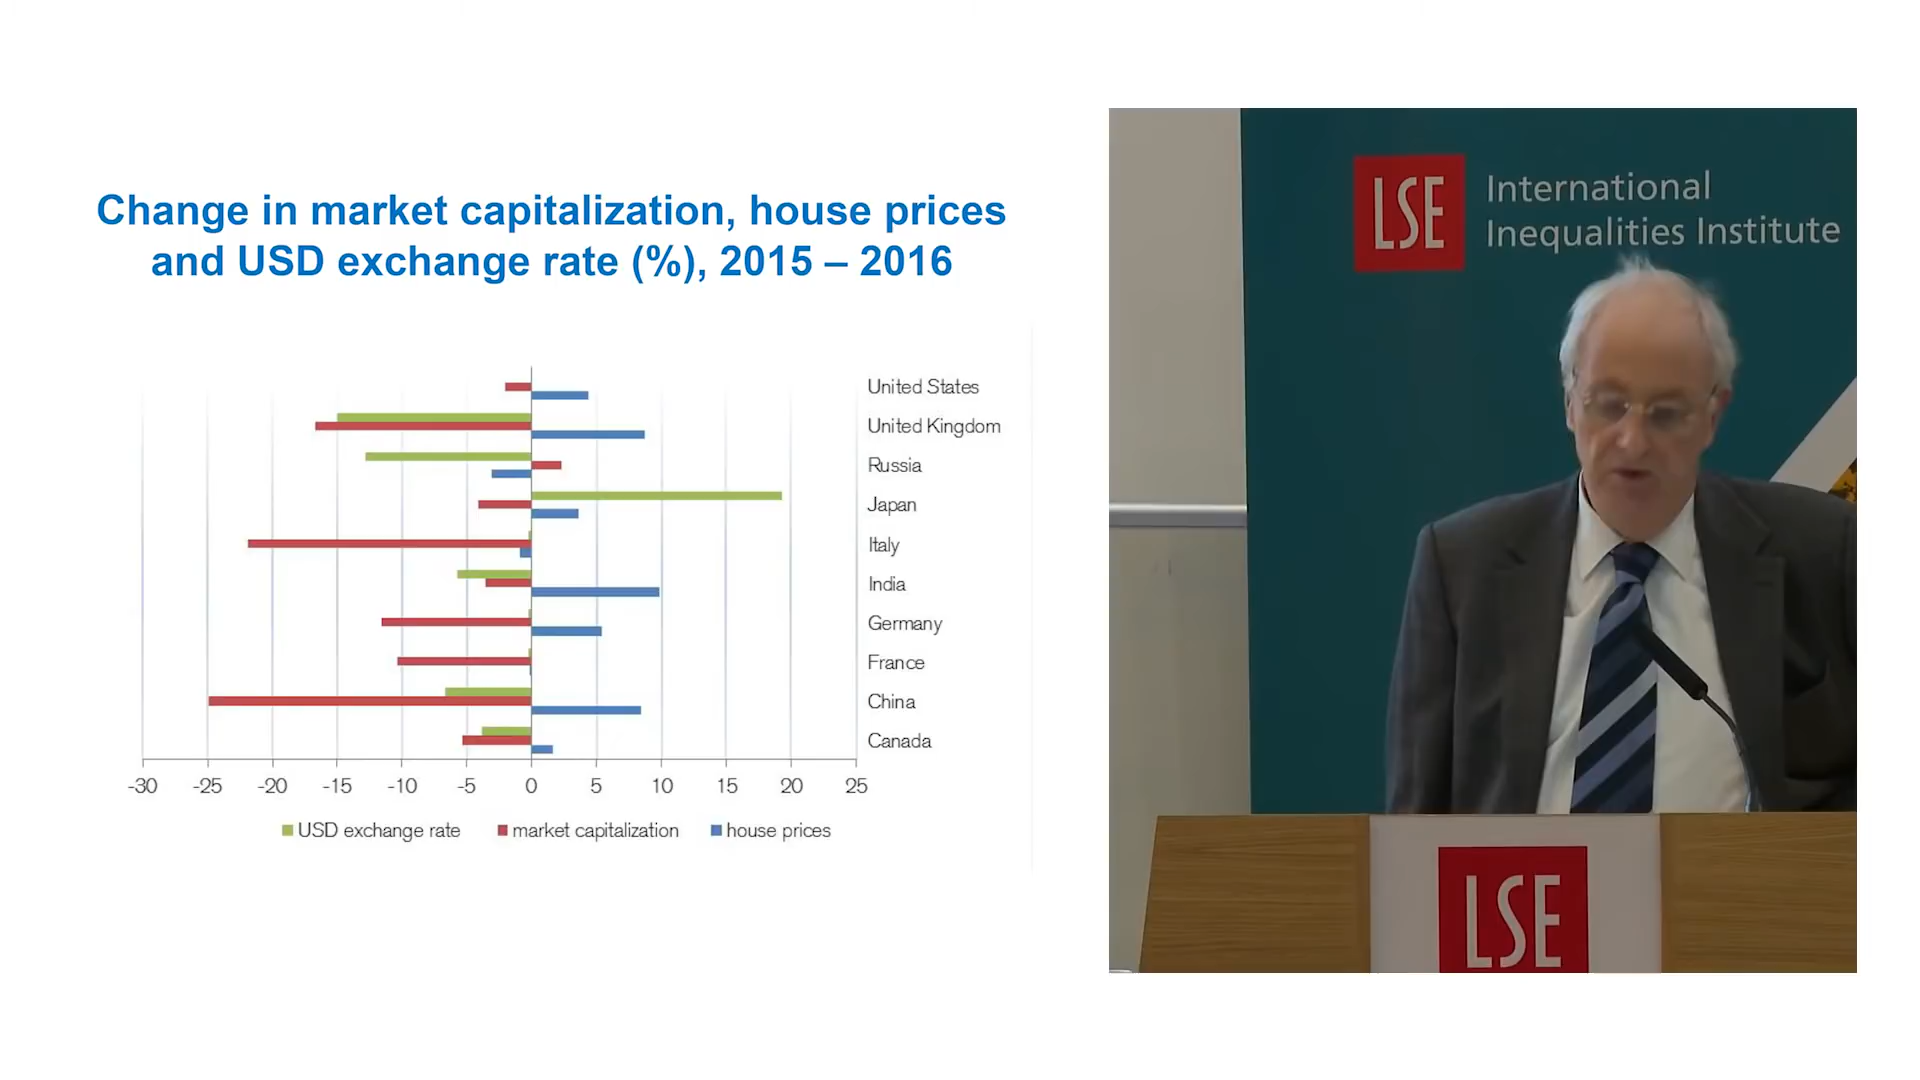 Change in market capitalization, house prices
and USD exchange rate (%), 2015 – 2016
United States
United Kingdom
Russia
Japan
Italy
India
Germany
France
China
Canada
-30 -25 -20 -15 -10 -5 0 5 10 15 20 25
USD exchange rate market capitalization house prices
LSE International
Inequalities Institute
LSE